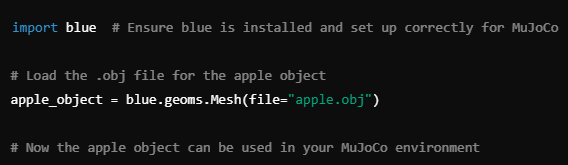 import blue  # Ensure blue is installed and set up correctly for MuJoCo
# Load the .obj file for the apple object
apple_object = blue.geoms.Mesh(file="apple.obj")
# Now the apple object can be used in your MuJoCo environment